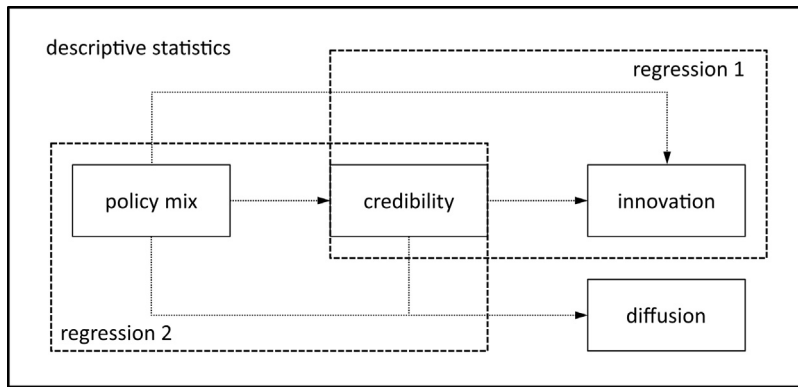 descriptive statistics
regression 1
policy mix
credibility
innovation
diffusion
regression 2